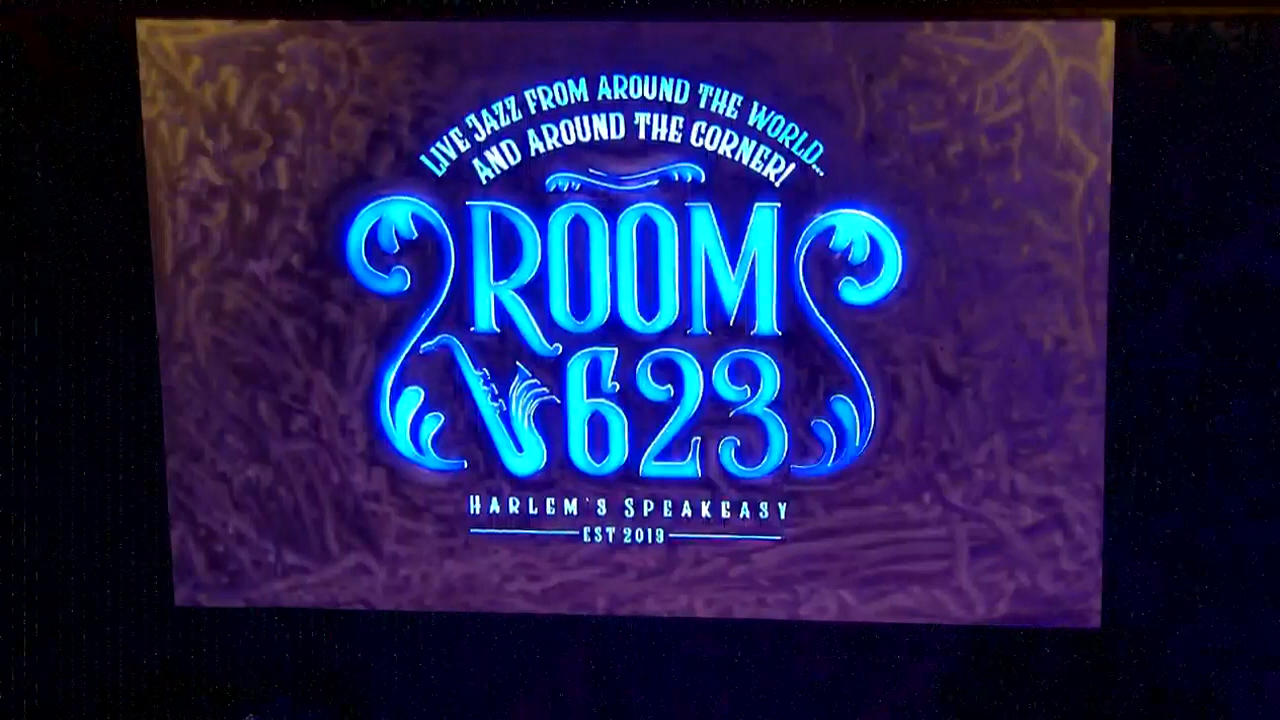 LIVE JAZZ FROM AROUND THE WORLD...
AND AROUND THE CORNER!
ROOM
623
HARLEM'S SPEAKEASY
EST 2019